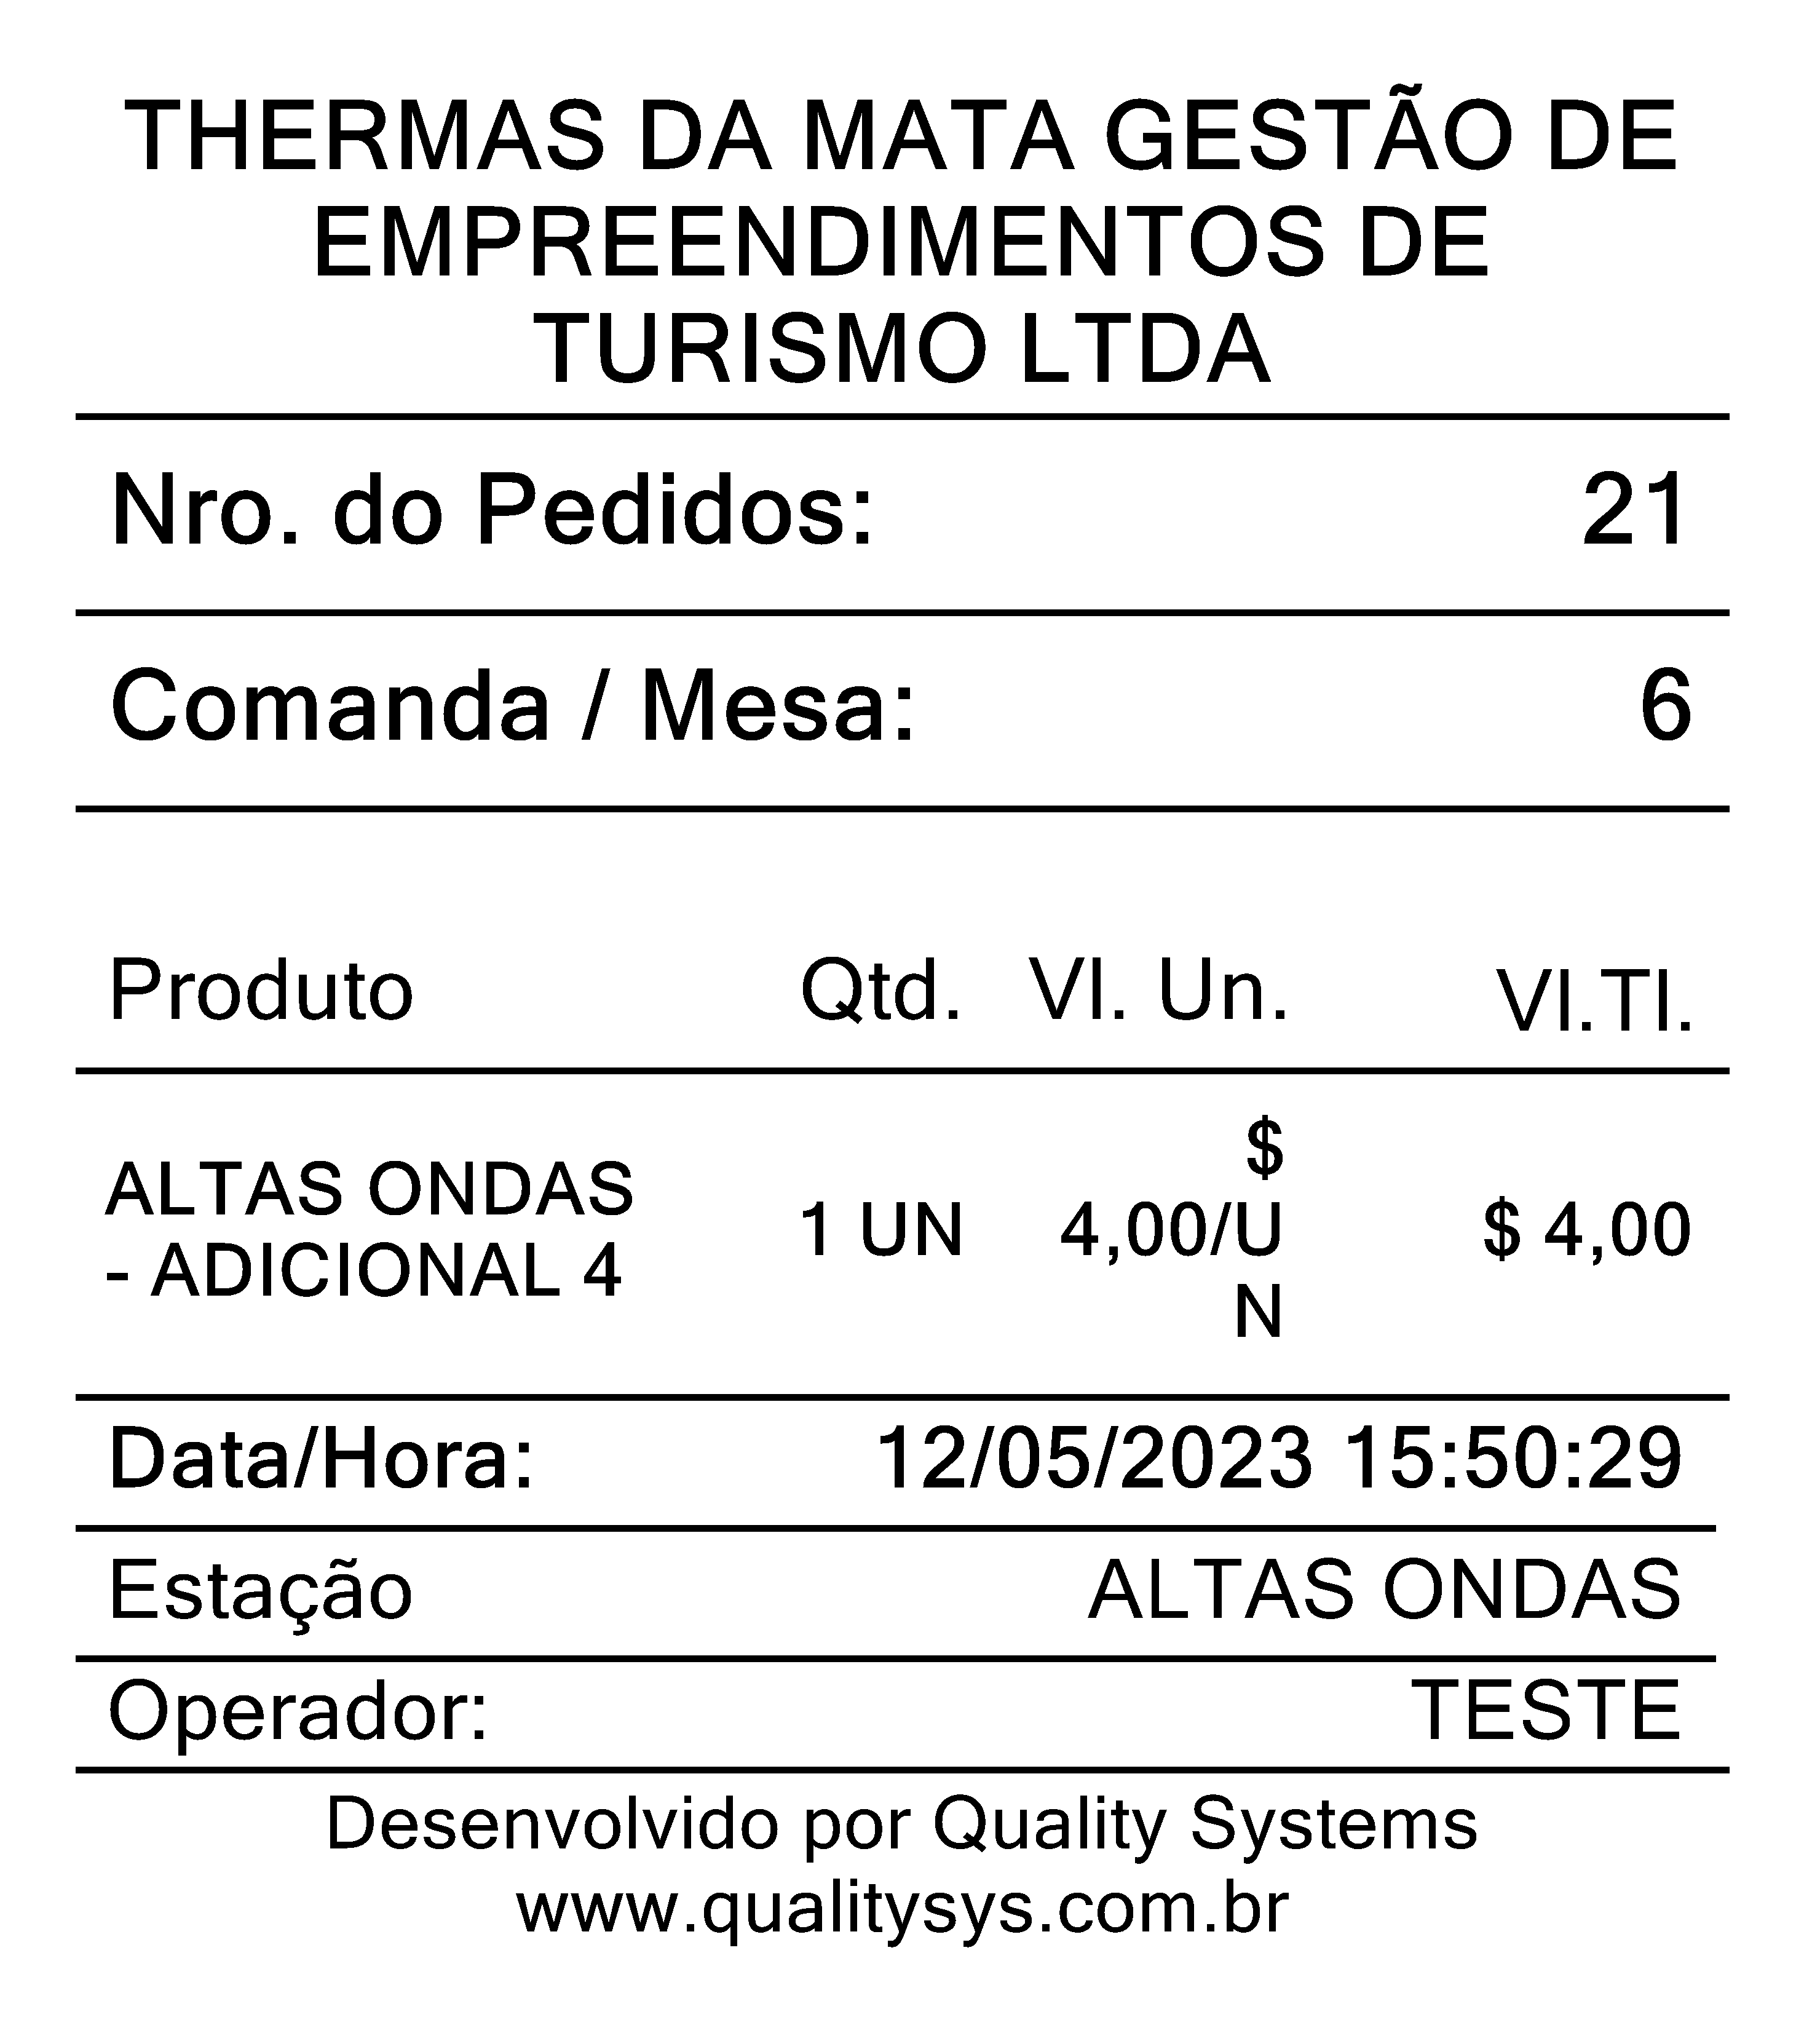 THERMAS DA MATA GESTÃO DE
EMPREENDIMENTOS DE
TURISMO LTDA
Nro. do Pedidos: 21
Comanda / Mesa: 6
Produto Qtd. Vl. Un. Vl.Tl.
ALTAS ONDAS
- ADICIONAL 4
1 UN
$
4,00/U
N
$ 4,00
Data/Hora: 12/05/2023 15:50:29
Estação ALTAS ONDAS
Operador: TESTE
Desenvolvido por Quality Systems
www.qualitysys.com.br